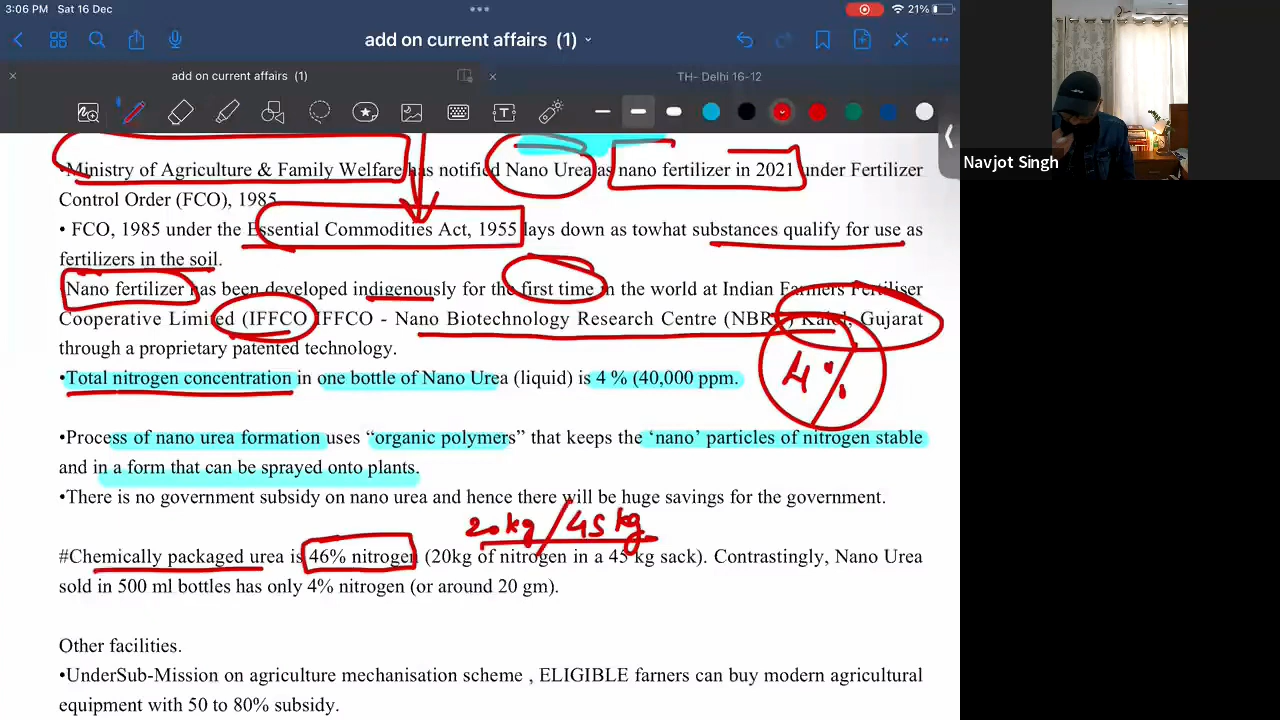 3:06 PM Sat 16 Dec
21%
add on current affairs (1)
add on current affairs (1)
TH- Delhi 16-12
Navjot Singh
•Ministry of Agriculture & Family Welfare has notified Nano Urea as nano fertilizer in 2021 under Fertilizer
Control Order (FCO), 1985.
• FCO, 1985 under the Essential Commodities Act, 1955 lays down as towhat substances qualify for use as
fertilizers in the soil.
•Nano fertilizer has been developed indigenously for the first time in the world at Indian Farmers Fertiliser
Cooperative Limited (IFFCO IFFCO - Nano Biotechnology Research Centre (NBRC) Kalol, Gujarat
through a proprietary patented technology.
4%
•Total nitrogen concentration in one bottle of Nano Urea (liquid) is 4 % (40,000 ppm.
•Process of nano urea formation uses “organic polymers” that keeps the ‘nano’ particles of nitrogen stable
and in a form that can be sprayed onto plants.
•There is no government subsidy on nano urea and hence there will be huge savings for the government.
20kg/45kg
#Chemically packaged urea is 46% nitrogen (20kg of nitrogen in a 45 kg sack). Contrastingly, Nano Urea
sold in 500 ml bottles has only 4% nitrogen (or around 20 gm).
Other facilities.
•UnderSub-Mission on agriculture mechanisation scheme , ELIGIBLE farners can buy modern agricultural
equipment with 50 to 80% subsidy.